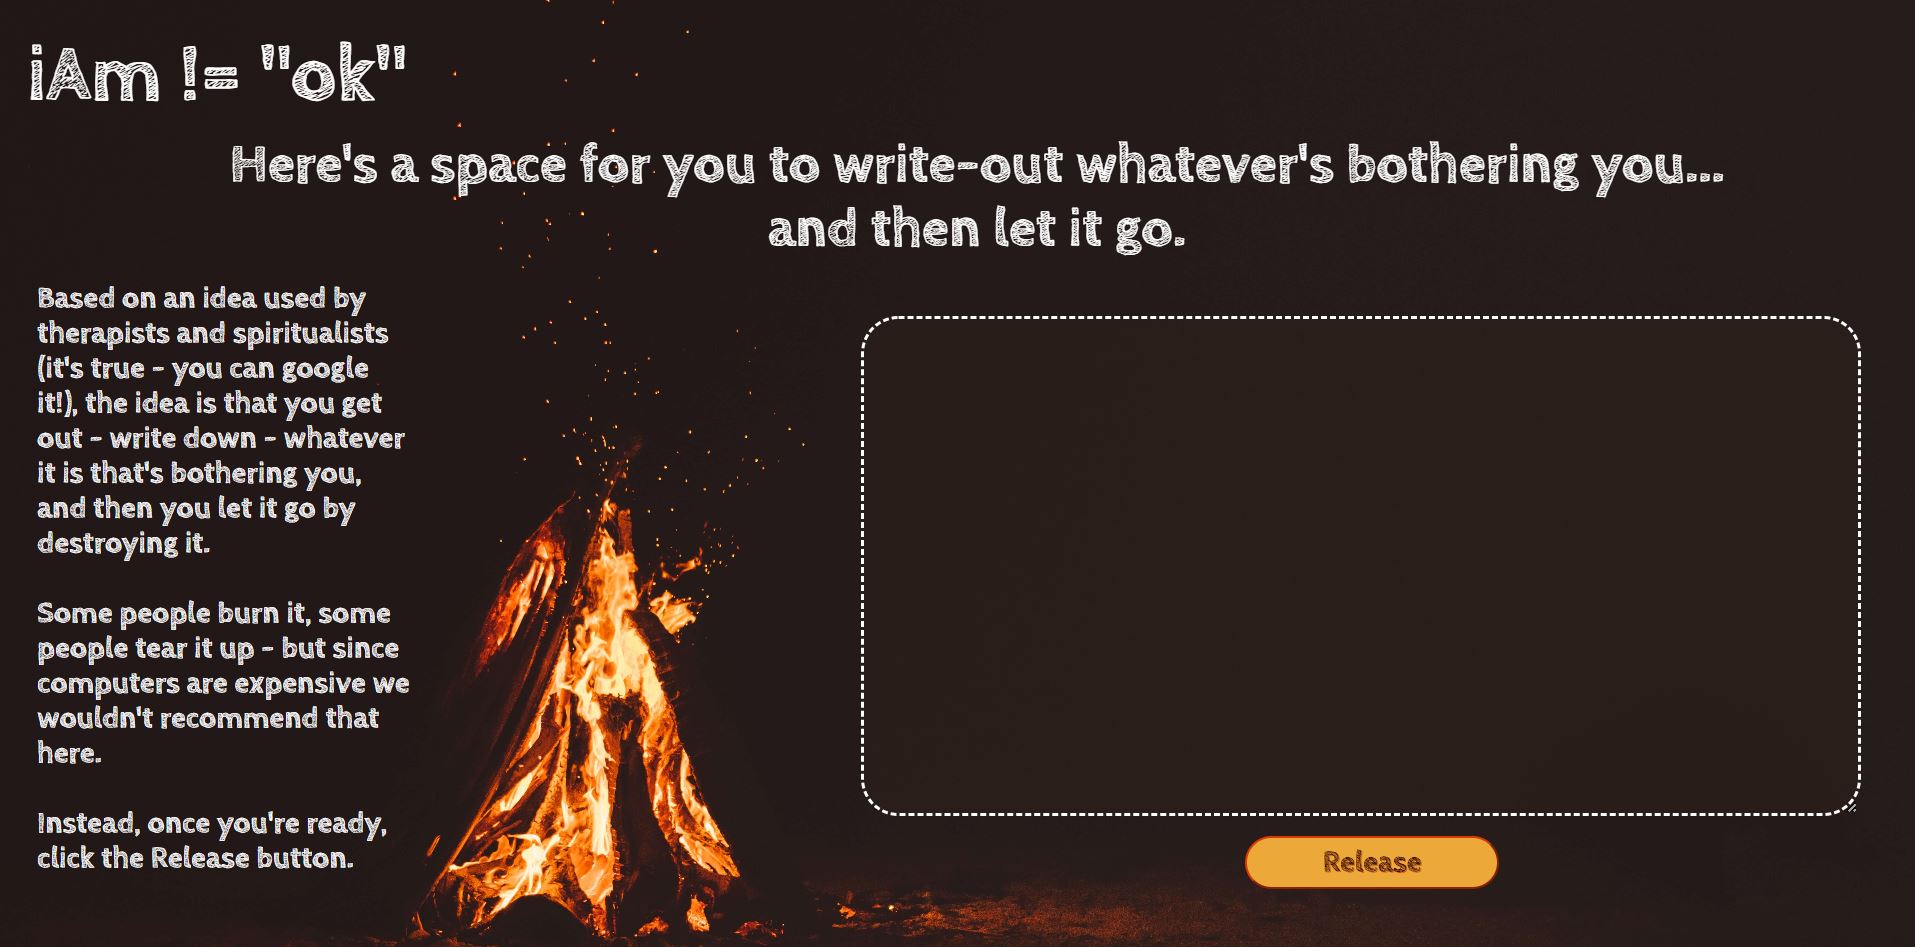 iAm != "ok"
Here's a space for you to write-out whatever's bothering you...
and then let it go.
Based on an idea used by
therapists and spiritualists
(it's true - you can google
it!), the idea is that you get
out - write down - whatever
it is that's bothering you,
and then you let it go by
destroying it.
Some people burn it, some
people tear it up - but since
computers are expensive we
wouldn't recommend that
here.
Instead, once you're ready,
click the Release button.
Release